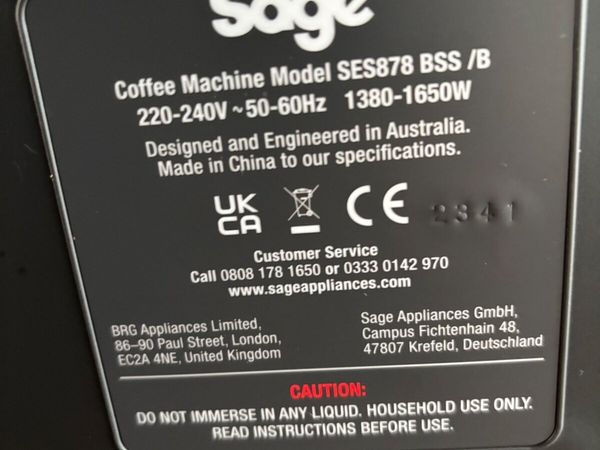 Sage
Coffee Machine Model SES878 BSS /B
220-240V ~ 50-60Hz 1380-1650W
Designed and Engineered in Australia.
Made in China to our specifications.
UK
CA
CE 2341
Customer Service
Call 0808 178 1650 or 0333 0142 970
www.sageappliances.com
BRG Appliances Limited,
86–90 Paul Street, London,
EC2A 4NE, United Kingdom
Sage Appliances GmbH,
Campus Fichtenhain 48,
47807 Krefeld, Deutschland
CAUTION:
DO NOT IMMERSE IN ANY LIQUID. HOUSEHOLD USE ONLY.
READ INSTRUCTIONS BEFORE USE.